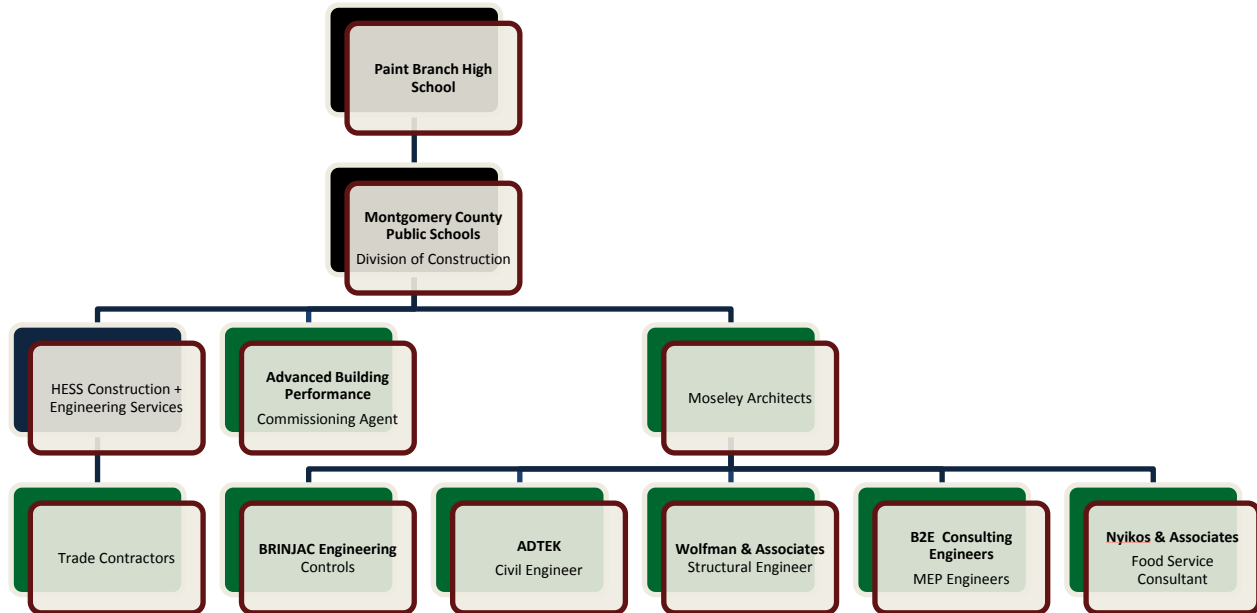 Paint Branch High
School
Montgomery County
Public Schools
Division of Construction
HESS Construction +
Engineering Services
Advanced Building
Performance
Commissioning Agent
Moseley Architects
Trade Contractors
BRINJAC Engineering
Controls
ADTEK
Civil Engineer
Wolfman & Associates
Structural Engineer
B2E Consulting
Engineers
MEP Engineers
Nyikos & Associates
Food Service
Consultant